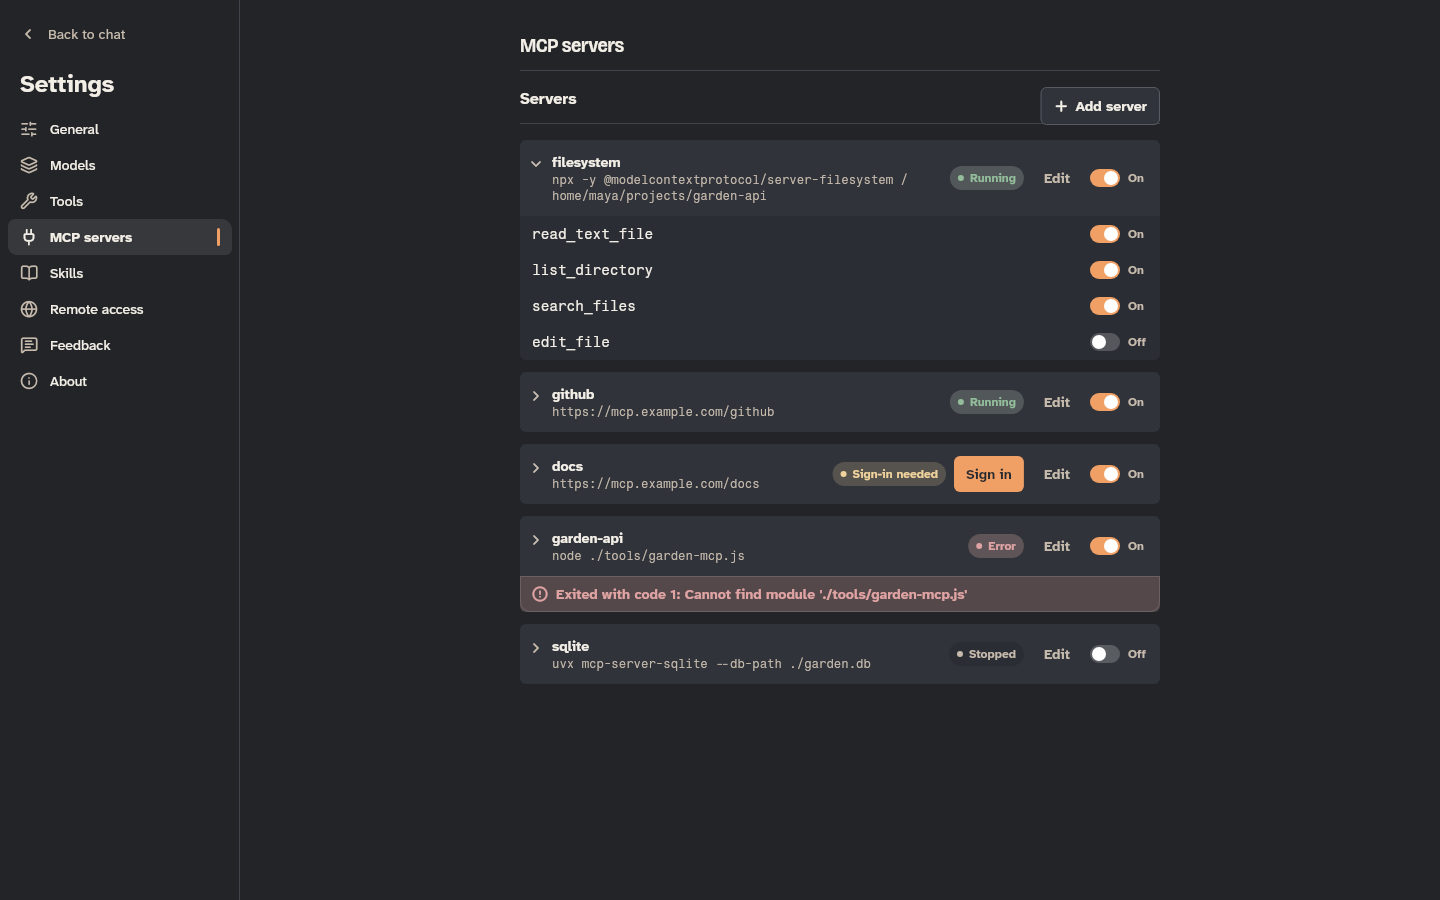 Back to chat
Settings
General
Models
Tools
MCP servers
Skills
Remote access
Feedback
About
MCP servers
Servers
Add server
filesystem
npx -y @modelcontextprotocol/server-filesystem /
home/maya/projects/garden-api
Running
Edit
On
read_text_file
On
list_directory
On
search_files
On
edit_file
Off
github
https://mcp.example.com/github
Running
Edit
On
docs
https://mcp.example.com/docs
Sign-in needed
Sign in
Edit
On
garden-api
node ./tools/garden-mcp.js
Error
Edit
On
Exited with code 1: Cannot find module './tools/garden-mcp.js'
sqlite
uvx mcp-server-sqlite --db-path ./garden.db
Stopped
Edit
Off